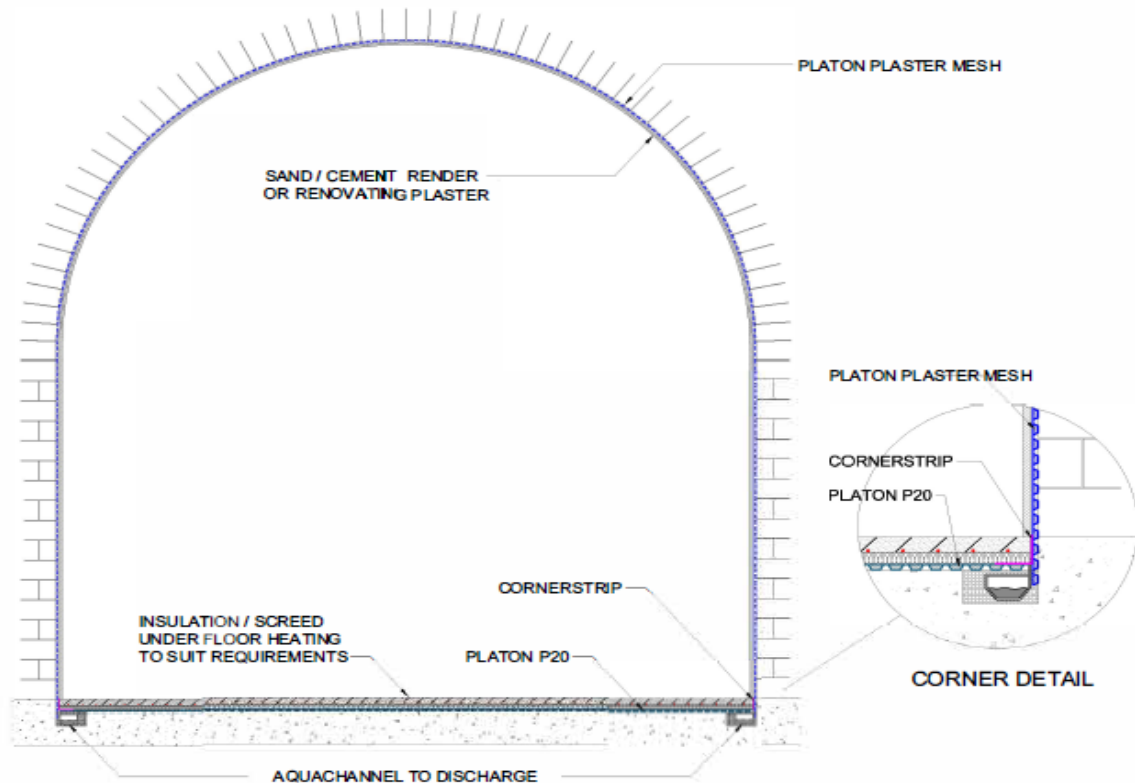 PLATON PLASTER MESH
SAND / CEMENT RENDER
OR RENOVATING PLASTER
PLATON PLASTER MESH
CORNERSTRIP
PLATON P20
CORNERSTRIP
INSULATION / SCREED
UNDER FLOOR HEATING
TO SUIT REQUIREMENTS
PLATON P20
CORNER DETAIL
AQUACHANNEL TO DISCHARGE